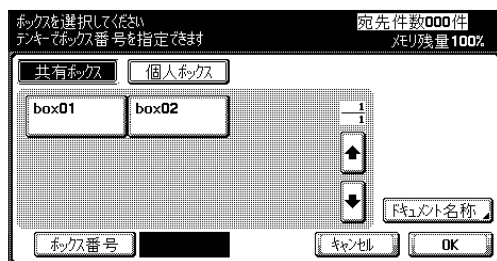 ボックスを選択してください
テンキーでボックス番号を指定できます
宛先件数000件
メモリ残量100%
共有ボックス 個人ボックス
box01 box02
1
1
ドキュメント名称
ボックス番号 キャンセル OK